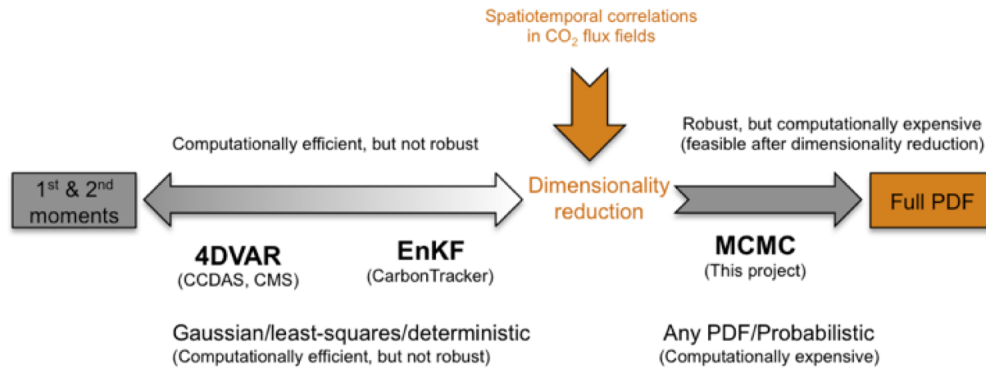 Spatiotemporal correlations
in CO₂ flux fields
Computationally efficient, but not robust
Robust, but computationally expensive
(feasible after dimensionality reduction)
1st & 2nd
moments
Dimensionality
reduction
Full PDF
4DVAR
(CCDAS, CMS)
EnKF
(CarbonTracker)
MCMC
(This project)
Gaussian/least-squares/deterministic
(Computationally efficient, but not robust)
Any PDF/Probabilistic
(Computationally expensive)